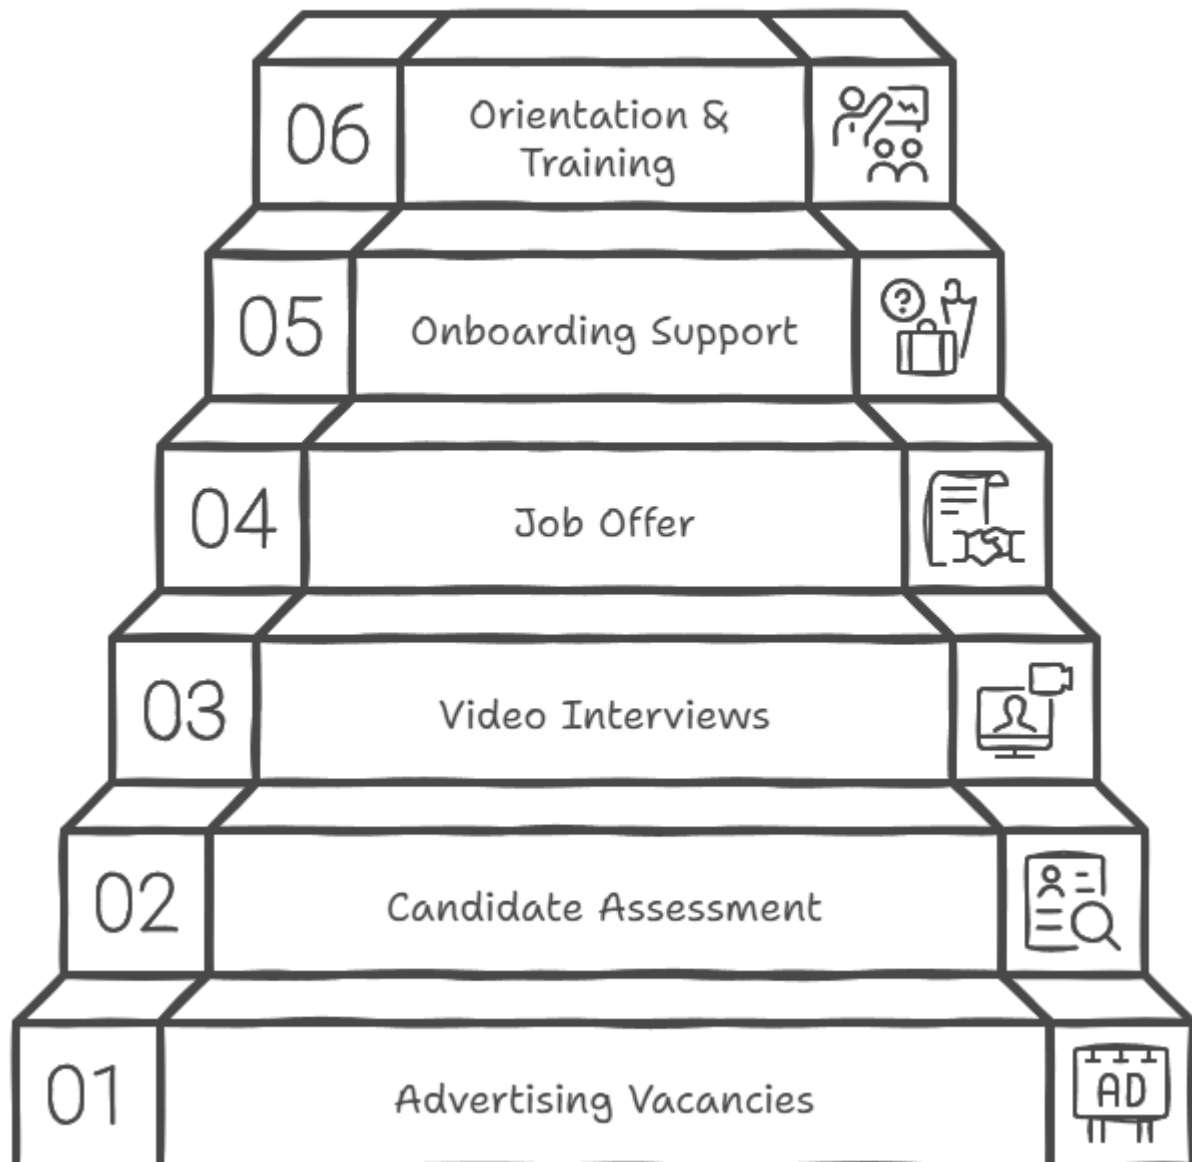 06
Orientation &
Training
05
Onboarding Support
?
04
Job Offer
03
Video Interviews
02
Candidate Assessment
01
Advertising Vacancies
AD